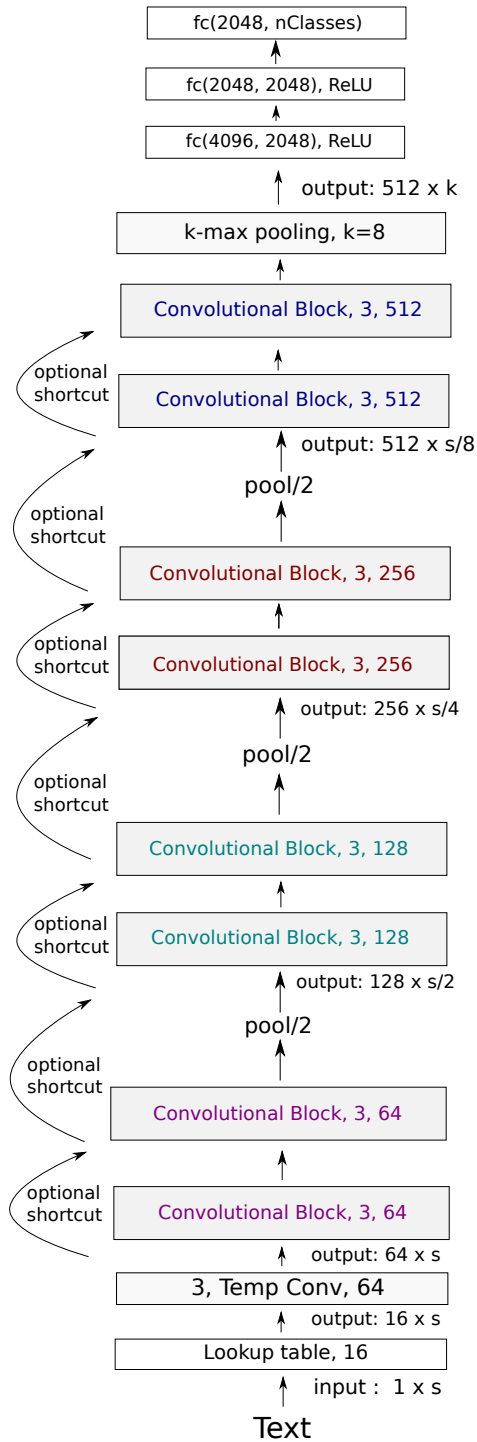 fc(2048, nClasses)
fc(2048, 2048), ReLU
fc(4096, 2048), ReLU
output: 512 x k
k-max pooling, k=8
Convolutional Block, 3, 512
optional
shortcut
Convolutional Block, 3, 512
output: 512 x s/8
pool/2
optional
shortcut
Convolutional Block, 3, 256
optional
shortcut
Convolutional Block, 3, 256
output: 256 x s/4
pool/2
optional
shortcut
Convolutional Block, 3, 128
optional
shortcut
Convolutional Block, 3, 128
output: 128 x s/2
pool/2
optional
shortcut
Convolutional Block, 3, 64
optional
shortcut
Convolutional Block, 3, 64
output: 64 x s
3, Temp Conv, 64
output: 16 x s
Lookup table, 16
input : 1 x s
Text